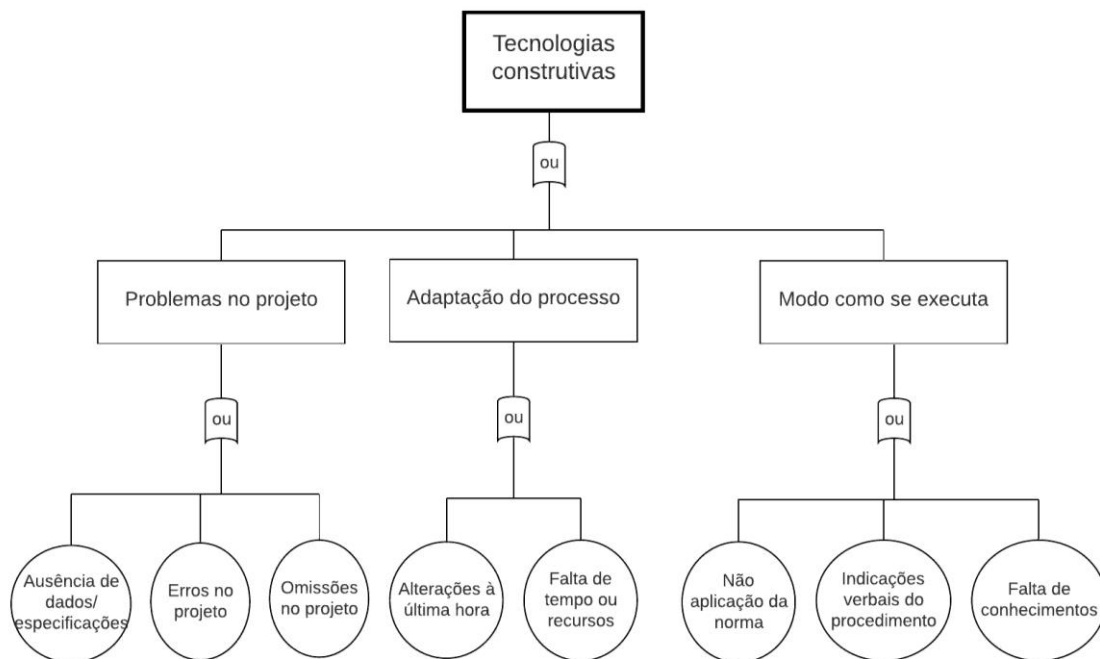 Tecnologias
construtivas
ou
Problemas no projeto
Adaptação do processo
Modo como se executa
ou
ou
ou
Ausência de
dados/
especificações
Erros no
projeto
Omissões
no projeto
Alterações à
última hora
Falta de
tempo ou
recursos
Não
aplicação da
norma
Indicações
verbais do
procedimento
Falta de
conhecimentos